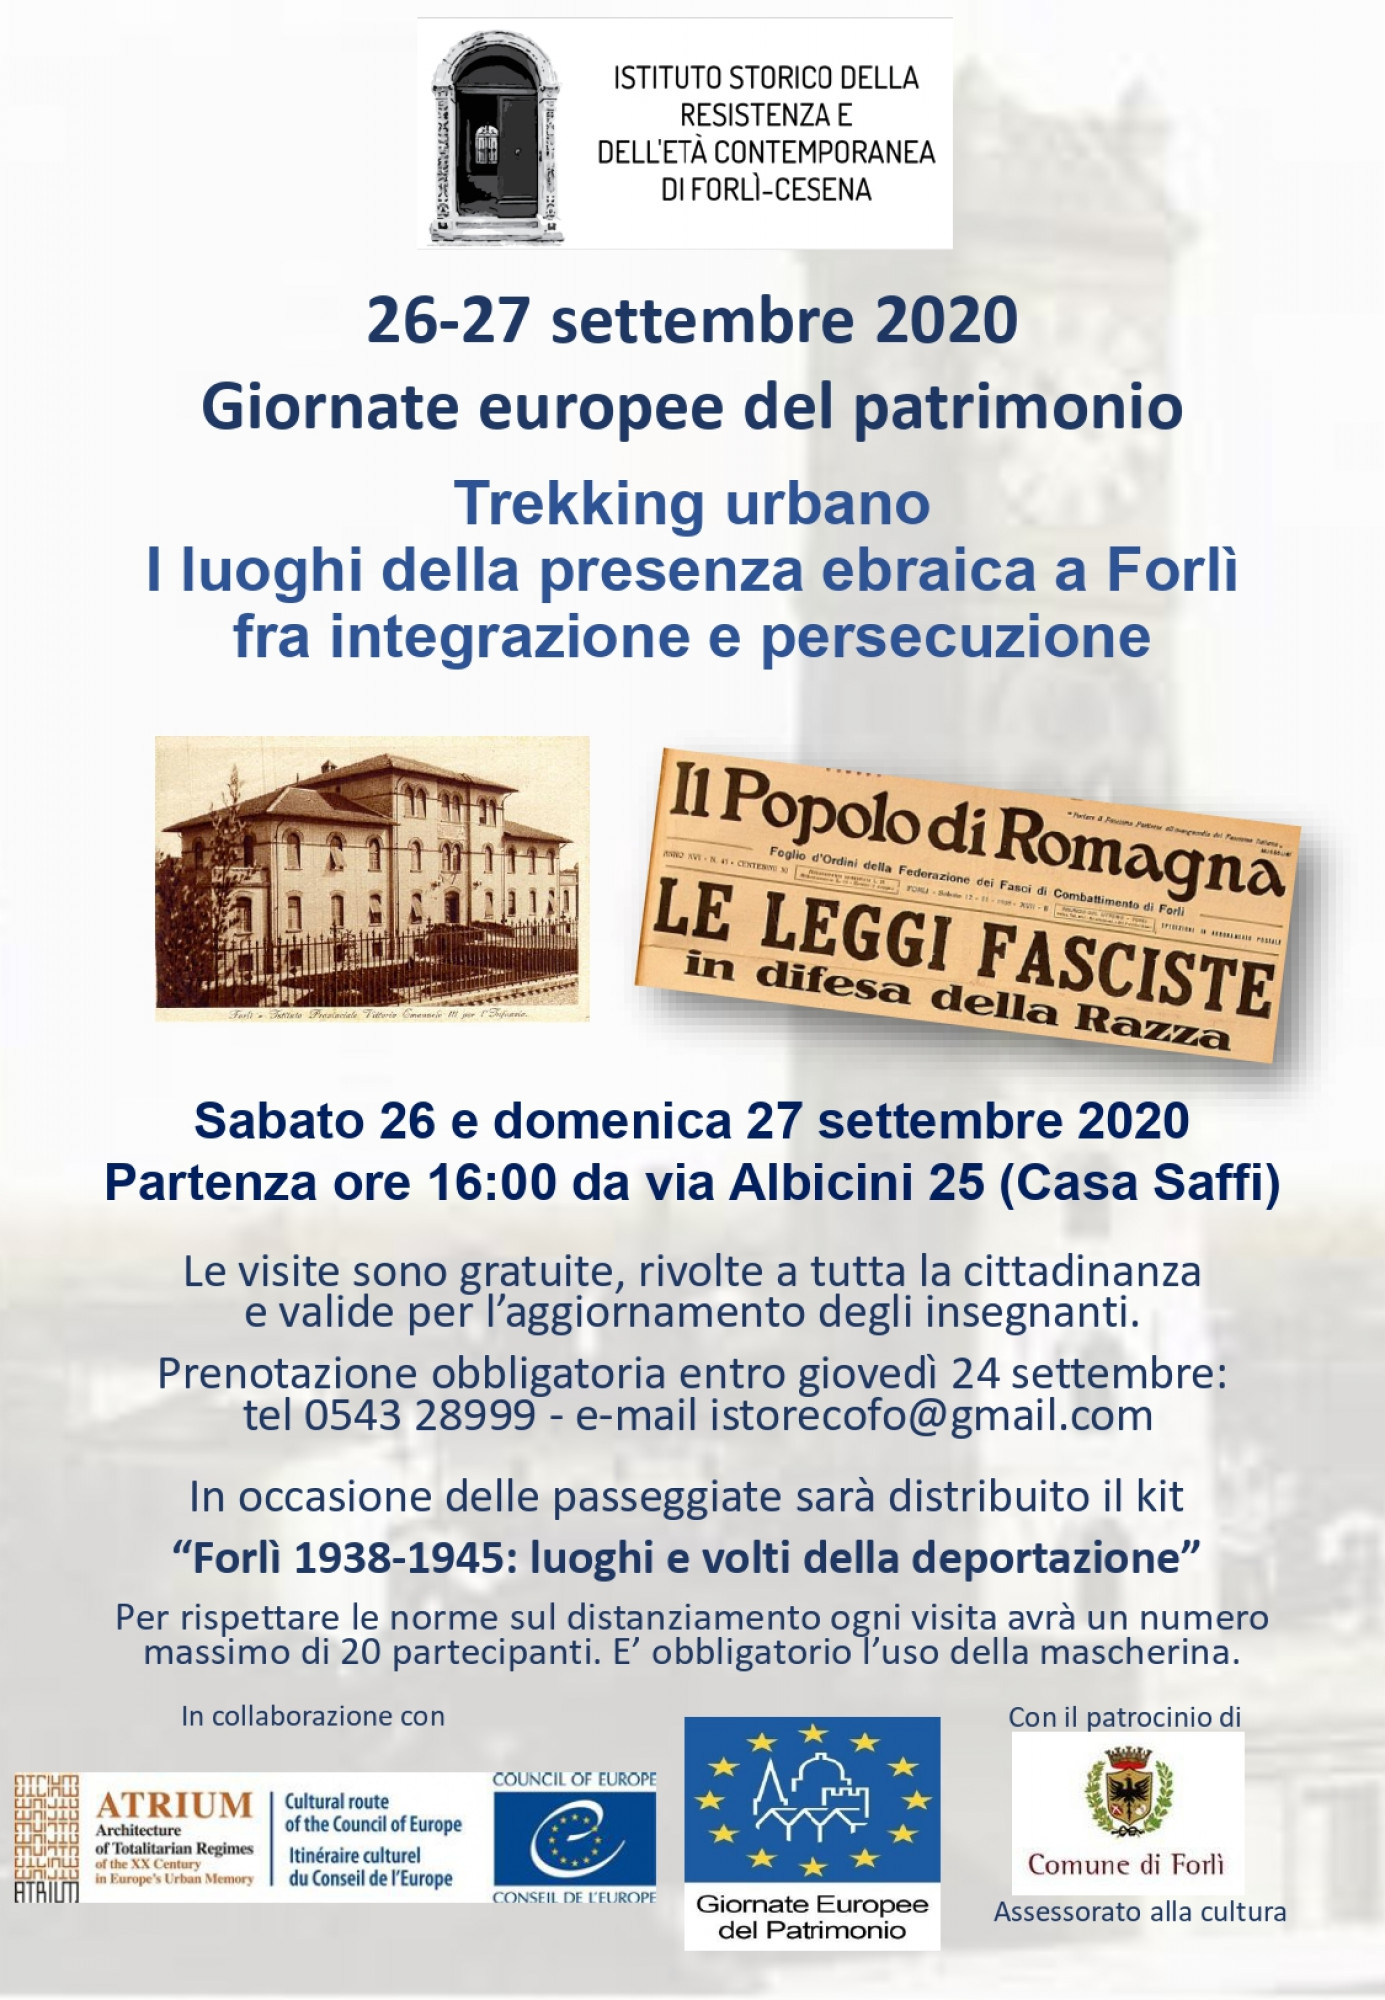 ISTITUTO STORICO DELLA
RESISTENZA E
DELL'ETÀ CONTEMPORANEA
DI FORLÌ-CESENA
26-27 settembre 2020
Giornate europee del patrimonio
Trekking urbano
I luoghi della presenza ebraica a Forlì
fra integrazione e persecuzione
Forlì - Istituto Provinciale Vittorio Emanuele III per l'Infanzia.
Il Popolo di Romagna
Foglio d'Ordini della Federazione dei Fasci di Combattimento di Forlì
LE LEGGI FASCISTE
in difesa della Razza
Sabato 26 e domenica 27 settembre 2020
Partenza ore 16:00 da via Albicini 25 (Casa Saffi)
Le visite sono gratuite, rivolte a tutta la cittadinanza
e valide per l’aggiornamento degli insegnanti.
Prenotazione obbligatoria entro giovedì 24 settembre:
tel 0543 28999 - e-mail istorecofo@gmail.com
In occasione delle passeggiate sarà distribuito il kit
“Forlì 1938-1945: luoghi e volti della deportazione”
Per rispettare le norme sul distanziamento ogni visita avrà un numero
massimo di 20 partecipanti. E’ obbligatorio l’uso della mascherina.
In collaborazione con
ATRIUM
ATRIUM
Architecture
of Totalitarian Regimes
of the XX Century
in Europe's Urban Memory
Cultural route
of the Council of Europe
Itinéraire culturel
du Conseil de l'Europe
COUNCIL OF EUROPE
CONSEIL DE L'EUROPE
Giornate Europee
del Patrimonio
Con il patrocinio di
Comune di Forlì
Assessorato alla cultura